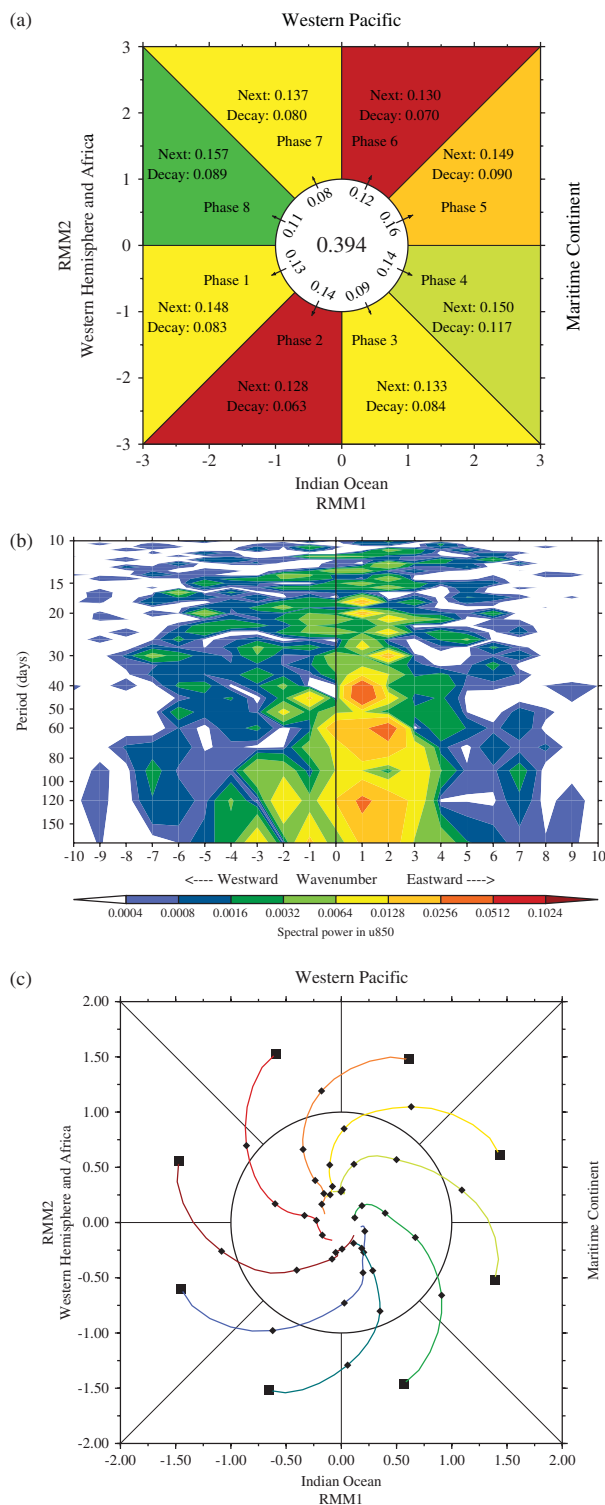 (a)
Western Pacific
3
2
1
0
-1
-2
-3
RMM2
Western Hemisphere and Africa
Maritime Continent
Next: 0.137
Decay: 0.080
Phase 7
Next: 0.130
Decay: 0.070
Phase 6
Next: 0.157
Decay: 0.089
Phase 8
Next: 0.149
Decay: 0.090
Phase 5
0.08
0.12
0.11
0.16
0.394
0.13
0.14
0.14
0.09
Phase 1
Next: 0.148
Decay: 0.083
Phase 4
Next: 0.150
Decay: 0.117
Phase 2
Next: 0.128
Decay: 0.063
Phase 3
Next: 0.133
Decay: 0.084
-3 -2 -1 0 1 2 3
Indian Ocean
RMM1
(b)
10
15
20
30
40
50
60
90
100
120
150
Period (days)
-10 -9 -8 -7 -6 -5 -4 -3 -2 -1 0 1 2 3 4 5 6 7 8 9 10
<---- Westward Wavenumber Eastward ---->
0.0004 0.0008 0.0016 0.0032 0.0064 0.0128 0.0256 0.0512 0.1024
Spectral power in u850
(c)
Western Pacific
2.00
1.50
1.00
0.50
0.00
-0.50
-1.00
-1.50
-2.00
RMM2
Western Hemisphere and Africa
Maritime Continent
-2.00 -1.50 -1.00 -0.50 0.00 0.50 1.00 1.50 2.00
Indian Ocean
RMM1